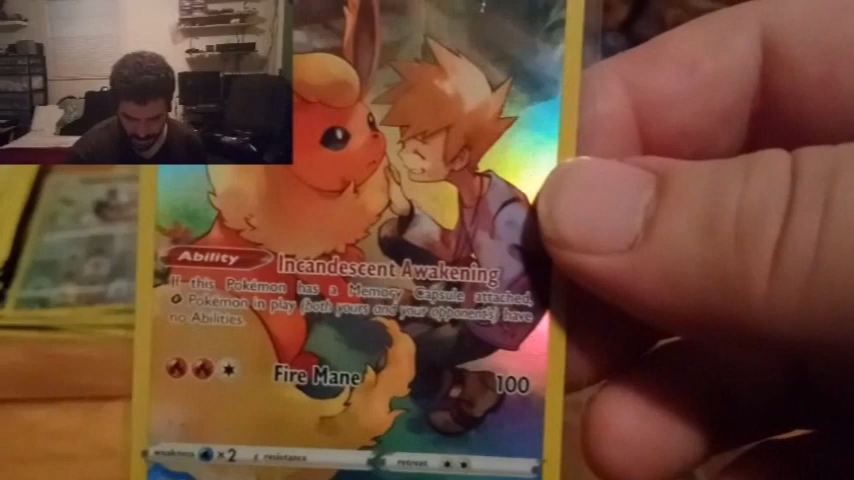 Ability Incandescent Awakening
If this Pokémon has a Memory Capsule attached,
Pokémon in play (both yours and your opponent's) have
no Abilities.
Fire Mane 100
weakness ×2 resistance retreat